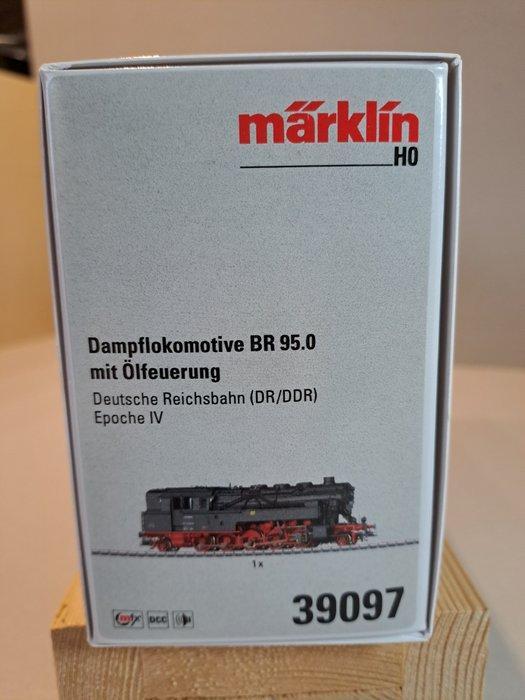 märklin
H0
Dampflokomotive BR 95.0
mit Ölfeuerung
Deutsche Reichsbahn (DR/DDR)
Epoche IV
1x
mfx DCC
39097